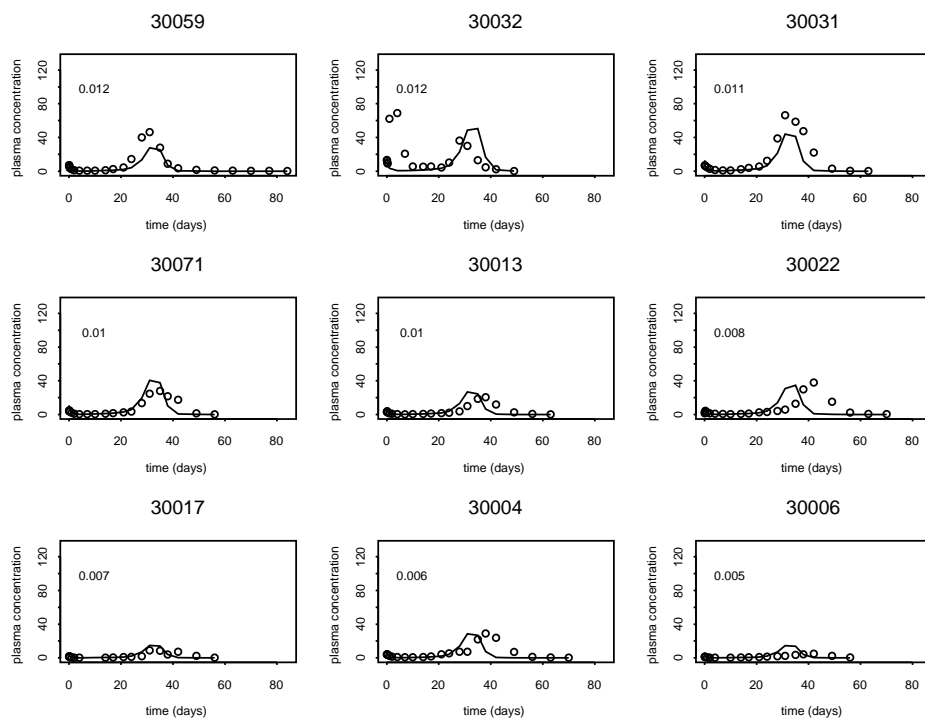 30059
30032
30031
plasma concentration
0 40 80 120
0.012
plasma concentration
0 40 80 120
0.012
plasma concentration
0 40 80 120
0.011
0 20 40 60 80
0 20 40 60 80
0 20 40 60 80
time (days)
time (days)
time (days)
30071
30013
30022
plasma concentration
0 40 80 120
0.01
plasma concentration
0 40 80 120
0.01
plasma concentration
0 40 80 120
0.008
0 20 40 60 80
0 20 40 60 80
0 20 40 60 80
time (days)
time (days)
time (days)
30017
30004
30006
plasma concentration
0 40 80 120
0.007
plasma concentration
0 40 80 120
0.006
plasma concentration
0 40 80 120
0.005
0 20 40 60 80
0 20 40 60 80
0 20 40 60 80
time (days)
time (days)
time (days)